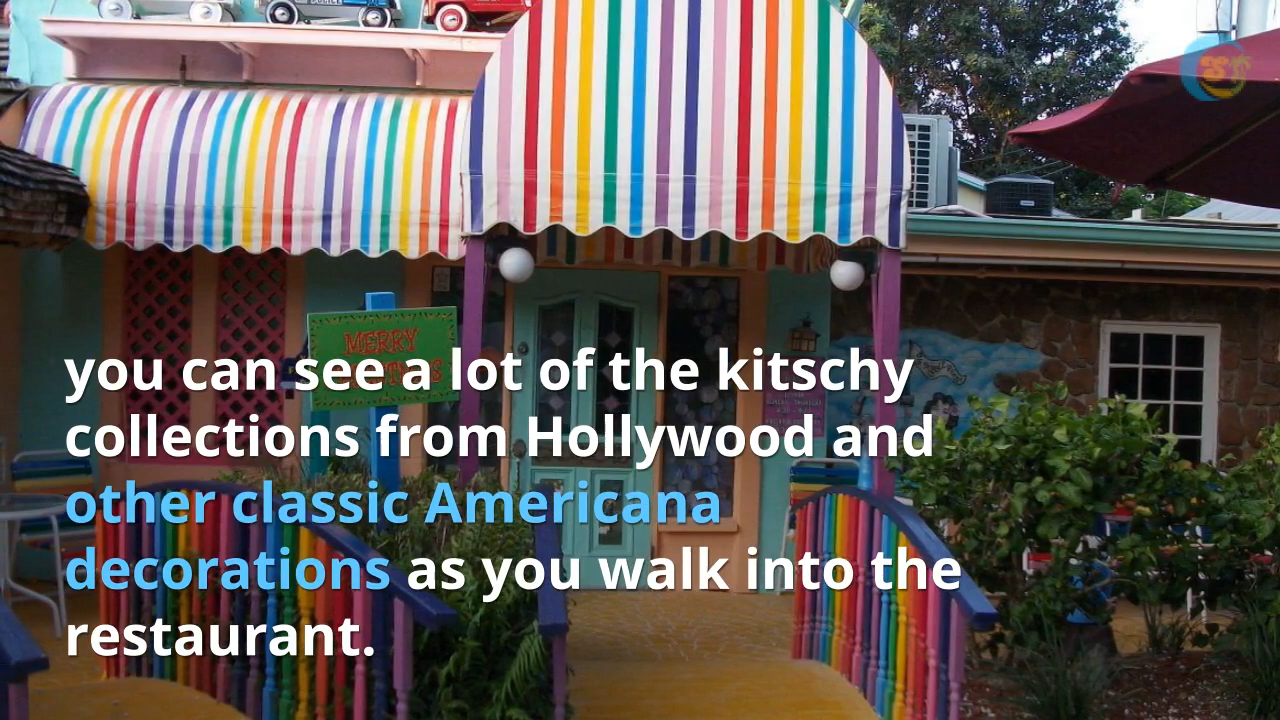 POLICE
MERRY
you can see a lot of the kitschy
collections from Hollywood and
other classic Americana
decorations as you walk into the
restaurant.